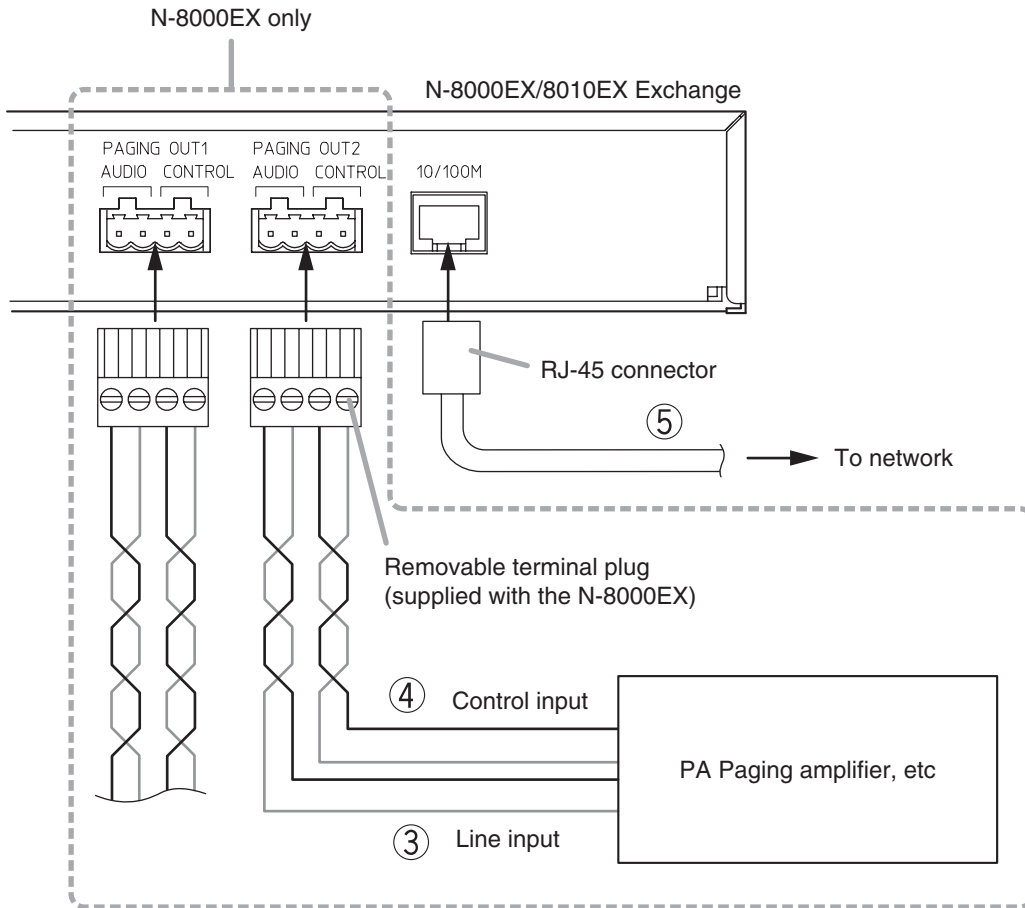 N-8000EX only
N-8000EX/8010EX Exchange
PAGING OUT1
AUDIO CONTROL
PAGING OUT2
AUDIO CONTROL
10/100M
RJ-45 connector
⑤
To network
Removable terminal plug
(supplied with the N-8000EX)
④ Control input
PA Paging amplifier, etc
③ Line input